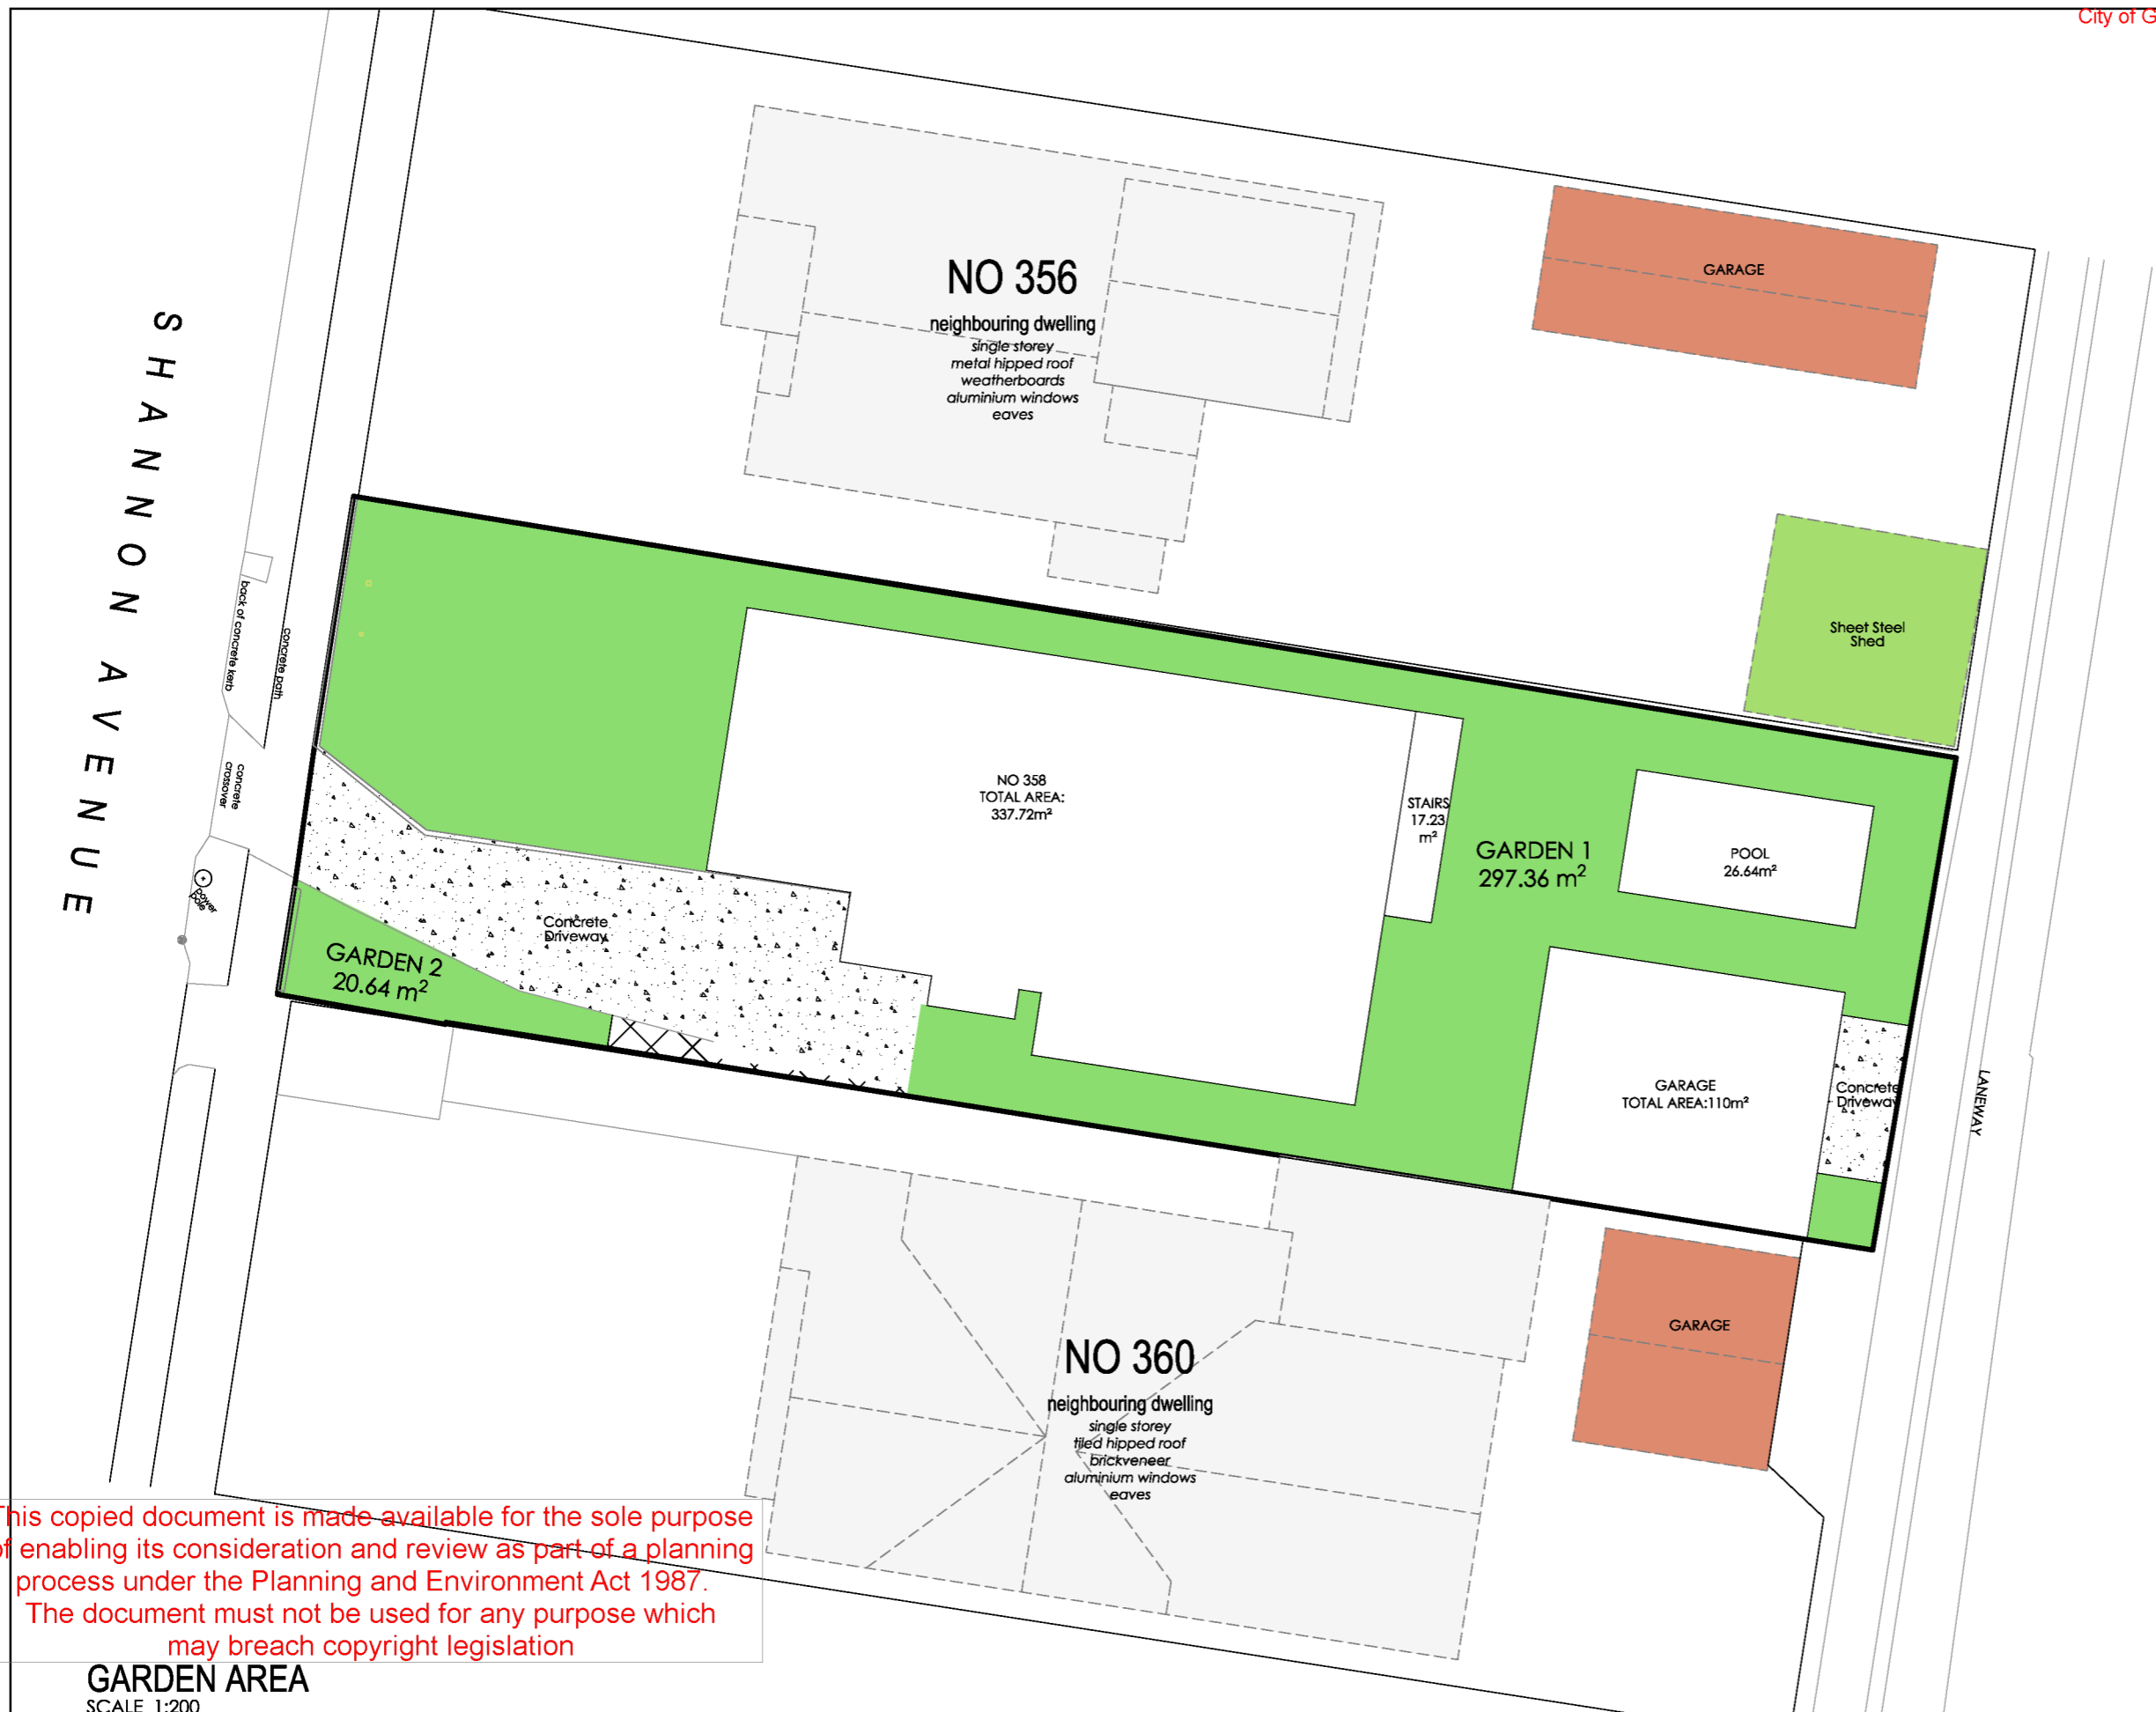 City of G
SHANNON AVENUE
NO 356
neighbouring dwelling
single storey
metal hipped roof
weatherboards
aluminium windows
eaves
GARAGE
Sheet Steel
Shed
back of concrete kerb
concrete path
concrete
crossover
power
pole
NO 358
TOTAL AREA:
337.72m²
STAIRS
17.23
m²
GARDEN 1
297.36 m²
POOL
26.64m²
Concrete
Driveway
GARDEN 2
20.64 m²
GARAGE
TOTAL AREA:110m²
Concrete
Driveway
LANEWAY
GARAGE
NO 360
neighbouring dwelling
single storey
tiled hipped roof
brickveneer
aluminium windows
eaves
This copied document is made available for the sole purpose
of enabling its consideration and review as part of a planning
process under the Planning and Environment Act 1987.
The document must not be used for any purpose which
may breach copyright legislation
GARDEN AREA
SCALE 1:200